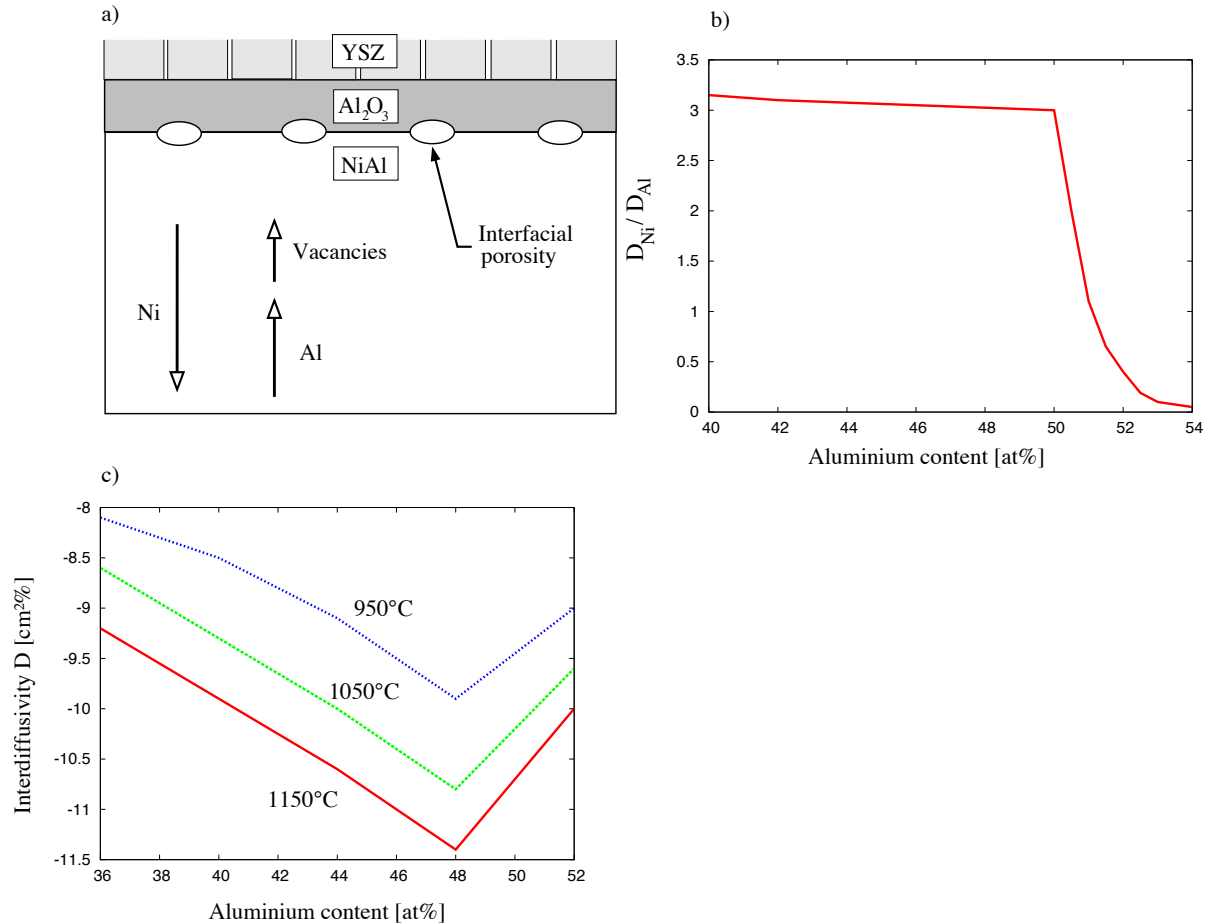 a)
YSZ
Al2O3
NiAl
Vacancies
Interfacial
porosity
Ni
Al
b)
3.5
3
2.5
2
1.5
1
0.5
0
DNi / DAl
40 42 44 46 48 50 52 54
Aluminium content [at%]
c)
-8
-8.5
-9
-9.5
-10
-10.5
-11
-11.5
Interdiffusivity D [cm²%]
950°C
1050°C
1150°C
36 38 40 42 44 46 48 50 52
Aluminium content [at%]